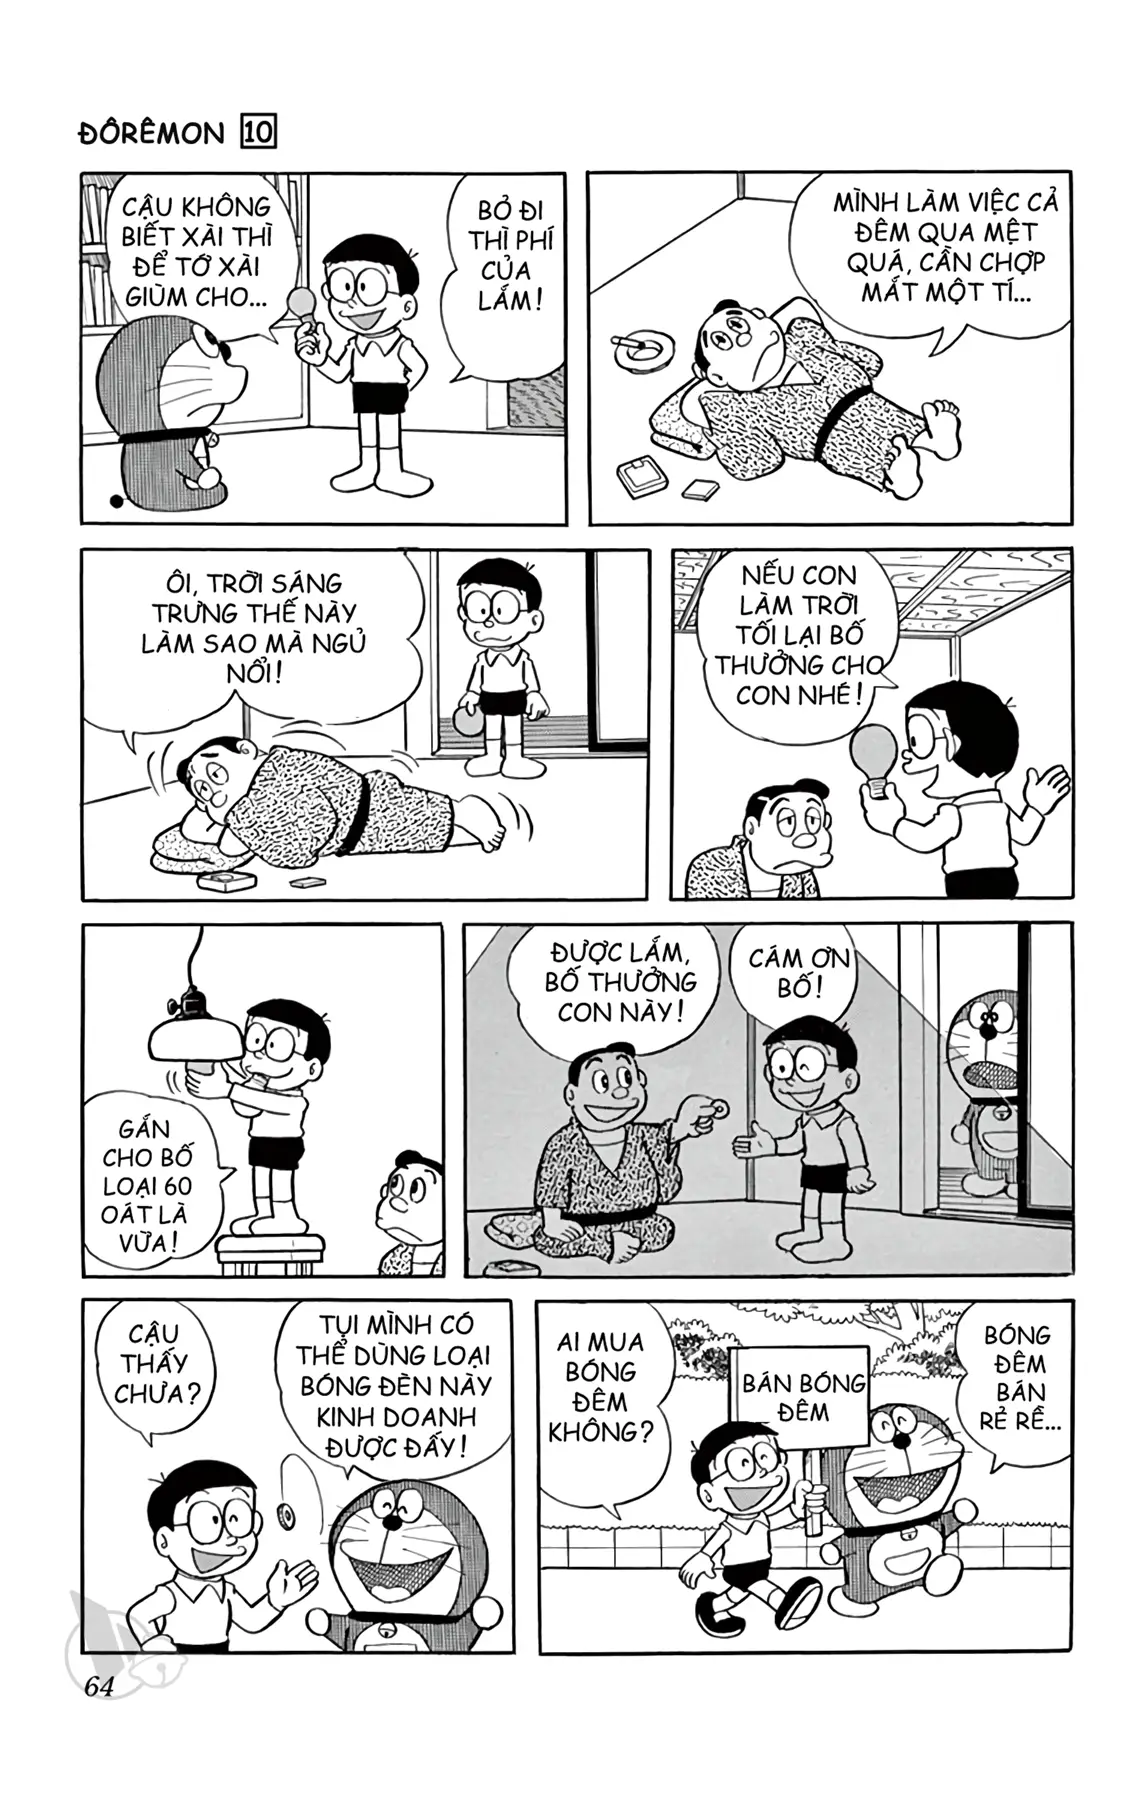 ĐÔRÊMON 10
CẬU KHÔNG
BIẾT XÀI THÌ
ĐỂ TỚ XÀI
GIÙM CHO...
BỎ ĐI
THÌ PHÍ
CỦA
LẮM!
MÌNH LÀM VIỆC CẢ
ĐÊM QUA MỆT
QUÁ, CẦN CHỢP
MẮT MỘT TÍ...
ÔI, TRỜI SÁNG
TRƯNG THẾ NÀY
LÀM SAO MÀ NGỦ
NỔI!
NẾU CON
LÀM TRỜI
TỐI LẠI BỐ
THƯỞNG CHO
CON NHÉ!
GẮN
CHO BỐ
LOẠI 60
OÁT LÀ
VỪA!
ĐƯỢC LẮM,
BỐ THƯỞNG
CON NÀY!
CÁM ƠN
BỐ!
CẬU
THẤY
CHƯA?
TỤI MÌNH CÓ
THỂ DÙNG LOẠI
BÓNG ĐÈN NÀY
KINH DOANH
ĐƯỢC ĐẤY!
AI MUA
BÓNG
ĐÊM
KHÔNG?
BÁN BÓNG
ĐÊM
BÓNG
ĐÊM
BÁN
RẺ RỀ...
64